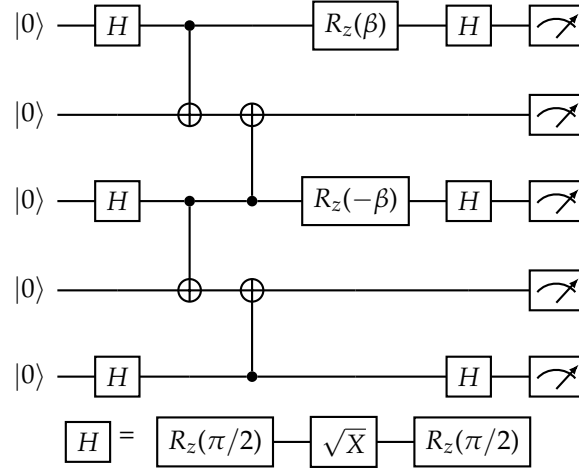 |0⟩ H R_z(β) H
|0⟩
|0⟩ H R_z(−β) H
|0⟩
|0⟩ H H
H = R_z(π/2) √X R_z(π/2)